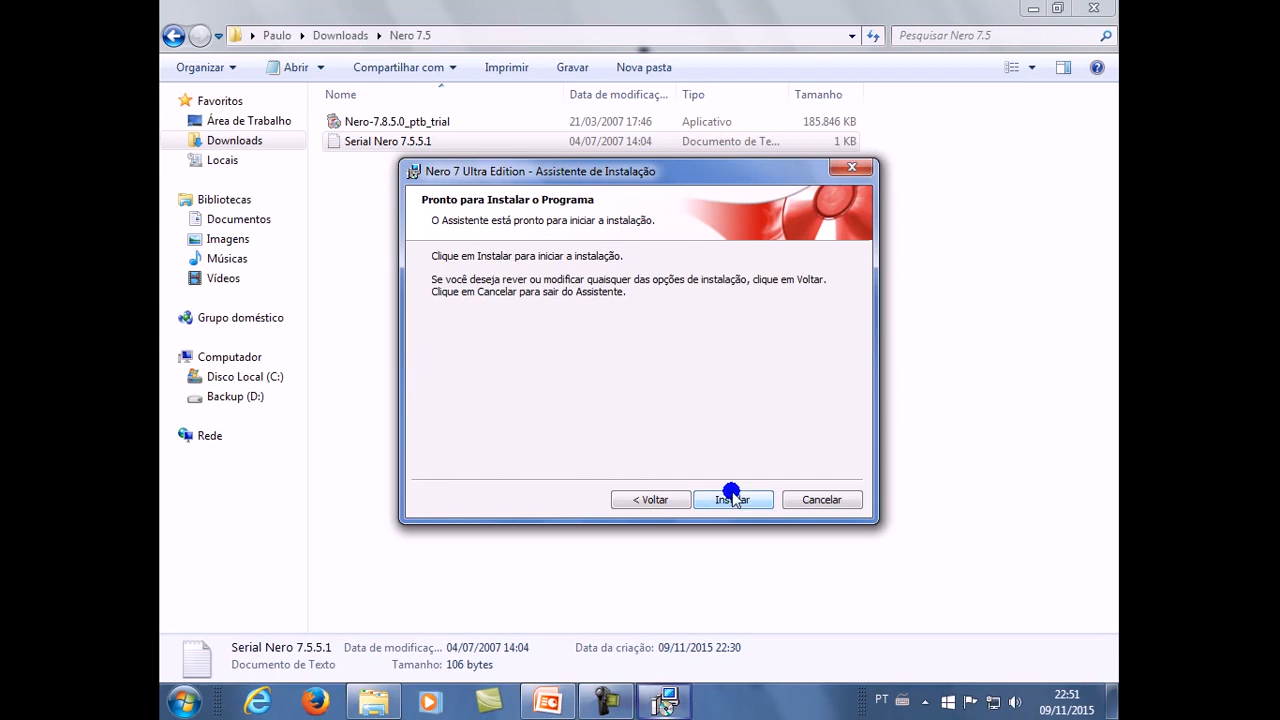 Paulo Downloads Nero 7.5
Pesquisar Nero 7.5
Organizar Abrir Compartilhar com Imprimir Gravar Nova pasta
Favoritos
Área de Trabalho
Downloads
Locais
Bibliotecas
Documentos
Imagens
Músicas
Vídeos
Grupo doméstico
Computador
Disco Local (C:)
Backup (D:)
Rede
Nome Data de modificaç... Tipo Tamanho
Nero-7.8.5.0_ptb_trial 21/03/2007 17:46 Aplicativo 185.846 KB
Serial Nero 7.5.5.1 04/07/2007 14:04 Documento de Te... 1 KB
Nero 7 Ultra Edition - Assistente de Instalação
Pronto para Instalar o Programa
O Assistente está pronto para iniciar a instalação.
Clique em Instalar para iniciar a instalação.
Se você deseja rever ou modificar quaisquer das opções de instalação, clique em Voltar.
Clique em Cancelar para sair do Assistente.
< Voltar Cancelar
Serial Nero 7.5.5.1 Data de modificaç... 04/07/2007 14:04 Data da criação: 09/11/2015 22:30
Documento de Texto Tamanho: 106 bytes
PT 22:51
09/11/2015